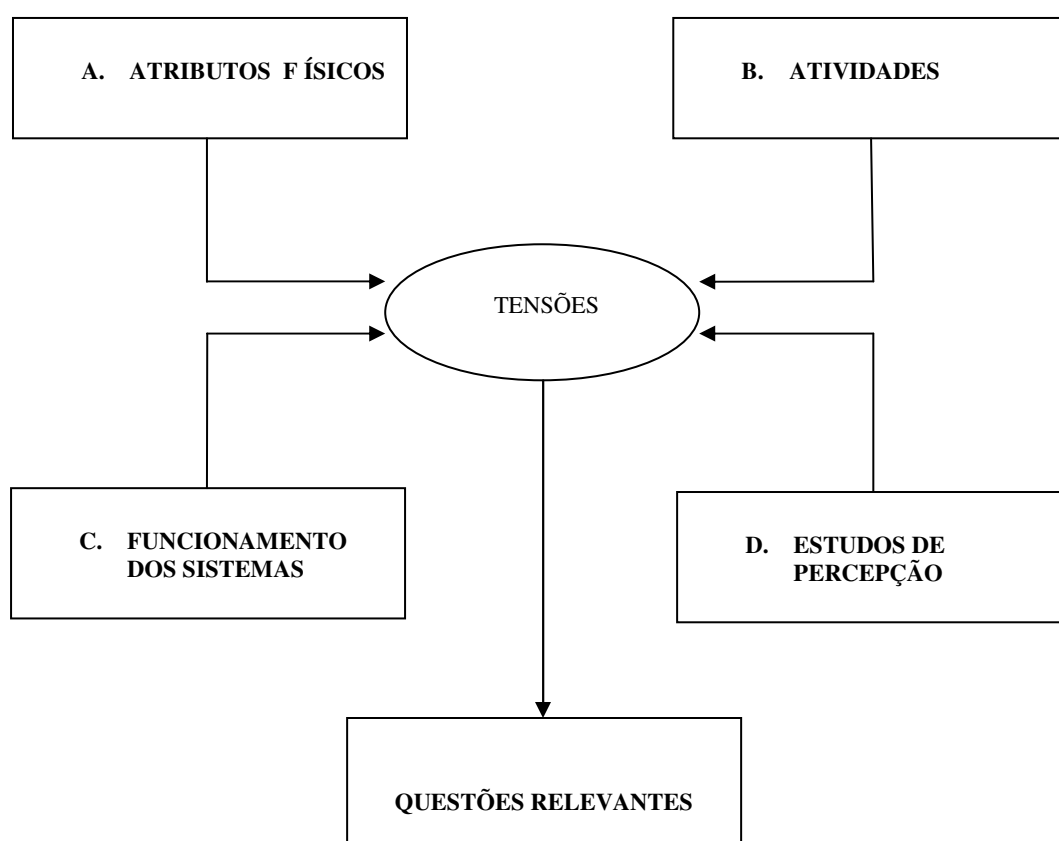 A. ATRIBUTOS F ÍSICOS
B. ATIVIDADES
TENSÕES
C. FUNCIONAMENTO
DOS SISTEMAS
D. ESTUDOS DE
PERCEPÇÃO
QUESTÕES RELEVANTES